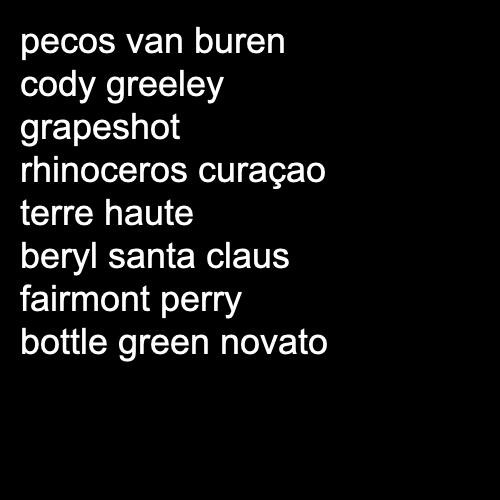 pecos van buren
cody greeley
grapeshot
rhinoceros curaçao
terre haute
beryl santa claus
fairmont perry
bottle green novato